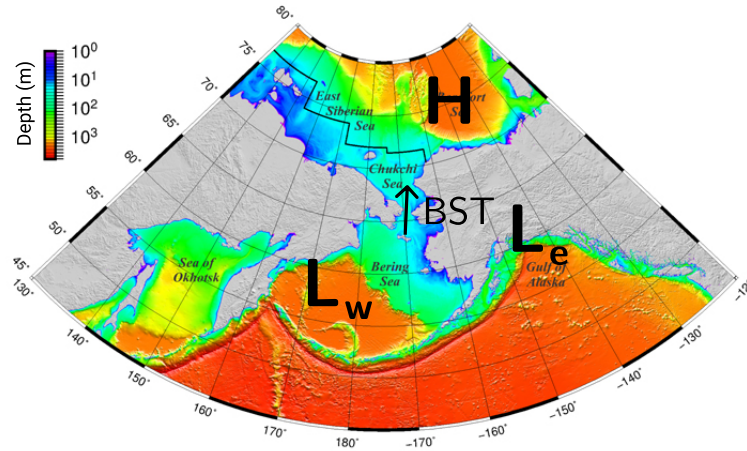 80°
75°
70°
65°
60°
55°
50°
45°
130°
140°
150°
160°
170°
180°
-170°
-160°
-150°
-140°
-130°
-12
Depth (m)
10⁰
10¹
10²
10³
East
Siberian
Sea
H
Chukchi
Sea
BST
L e
Gulf of
Alaska
Bering
Sea
L w
Sea of
Okhotsk